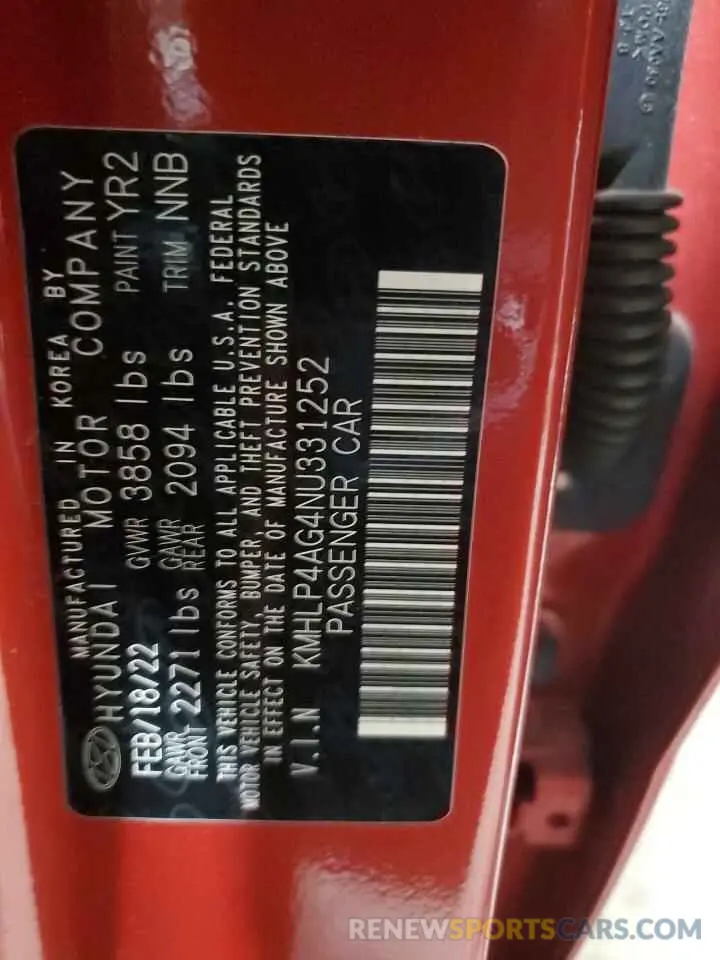 MANUFACTURED IN KOREA BY
HYUNDAI MOTOR COMPANY
FEB/18/22 GVWR 3858 lbs PAINT YR2
GAWR FRONT 2271 lbs GAWR REAR 2094 lbs TRIM NNB
THIS VEHICLE CONFORMS TO ALL APPLICABLE U.S.A. FEDERAL
MOTOR VEHICLE SAFETY, BUMPER, AND THEFT PREVENTION STANDARDS
IN EFFECT ON THE DATE OF MANUFACTURE SHOWN ABOVE
V.I.N KMHLP4AG4NU331252
PASSENGER CAR
RENEWSPORTSCARS.COM